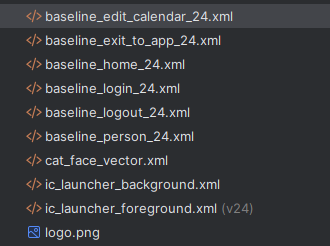 baseline_edit_calendar_24.xml
baseline_exit_to_app_24.xml
baseline_home_24.xml
baseline_login_24.xml
baseline_logout_24.xml
baseline_person_24.xml
cat_face_vector.xml
ic_launcher_background.xml
ic_launcher_foreground.xml (v24)
logo.png